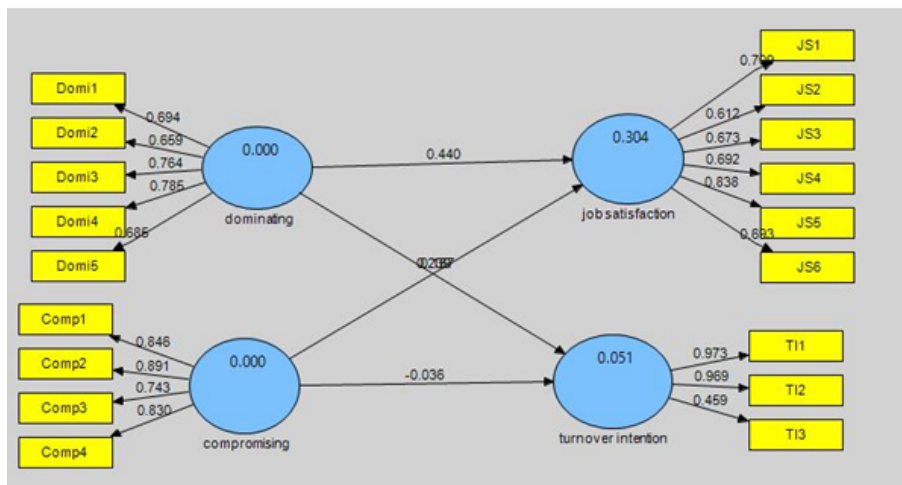 Domi1
Domi2
Domi3
Domi4
Domi5
0.694
0.659
0.764
0.785
0.685
0.000
dominating
0.440
Comp1
Comp2
Comp3
Comp4
0.846
0.891
0.743
0.830
0.000
compromising
-0.036
0.304
job satisfaction
JS1
JS2
JS3
JS4
JS5
JS6
0.612
0.673
0.692
0.838
0.693
0.051
turnover intention
0.973
0.969
0.459
TI1
TI2
TI3